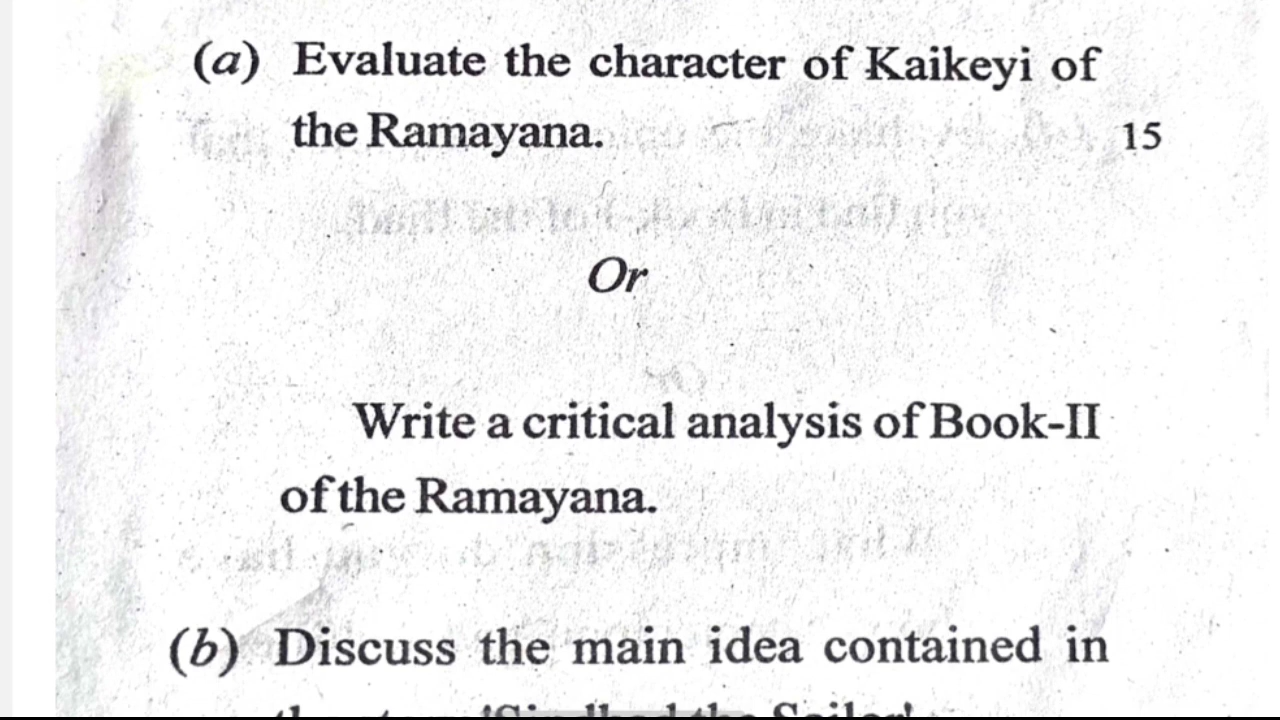 (a) Evaluate the character of Kaikeyi of
the Ramayana. 15
Or
Write a critical analysis of Book-II
of the Ramayana.
(b) Discuss the main idea contained in